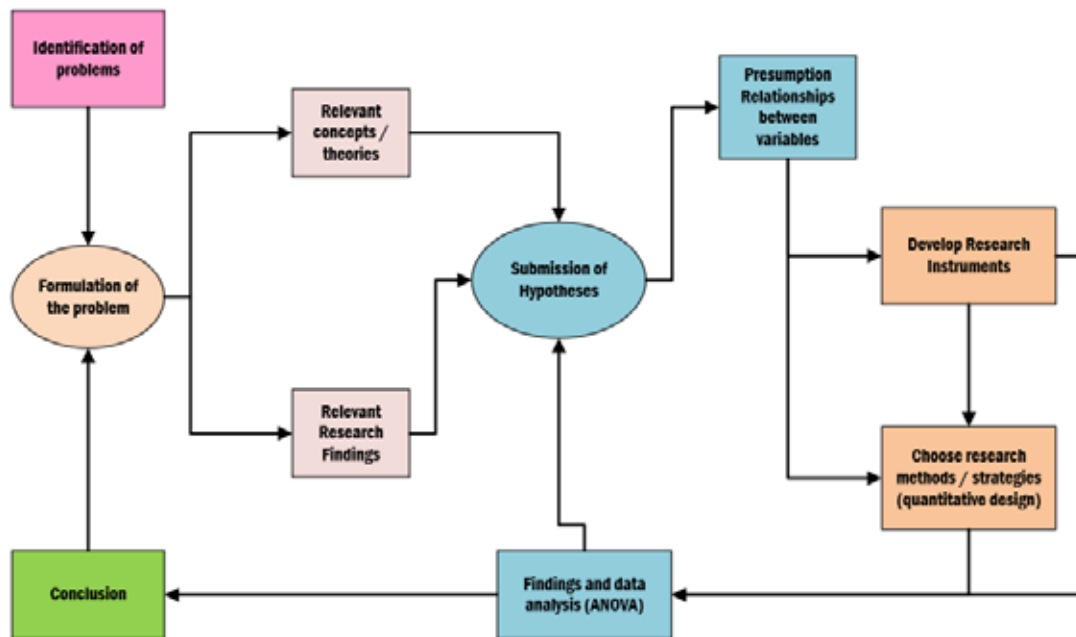 Identification of
problems
Relevant
concepts /
theories
Presumption
Relationships
between
variables
Formulation of
the problem
Submission of
Hypotheses
Develop Research
Instruments
Relevant
Research
Findings
Choose research
methods / strategies
(quantitative design)
Conclusion
Findings and data
analysis (ANOVA)